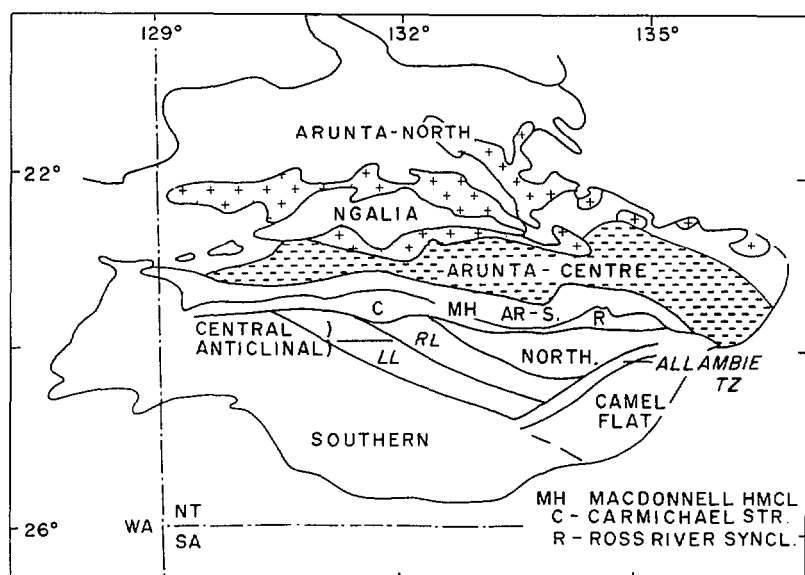 129° 132° 135°
ARUNTA-NORTH
22°
NGALIA
ARUNTA-CENTRE
C MH AR-S. R
CENTRAL )
ANTICLINAL )
LL
RL
NORTH.
ALLAMBIE
TZ
CAMEL
FLAT
SOUTHERN
MH MACDONNELL HMCL
C - CARMICHAEL STR.
R - ROSS RIVER SYNCL.
WA NT
SA
26°